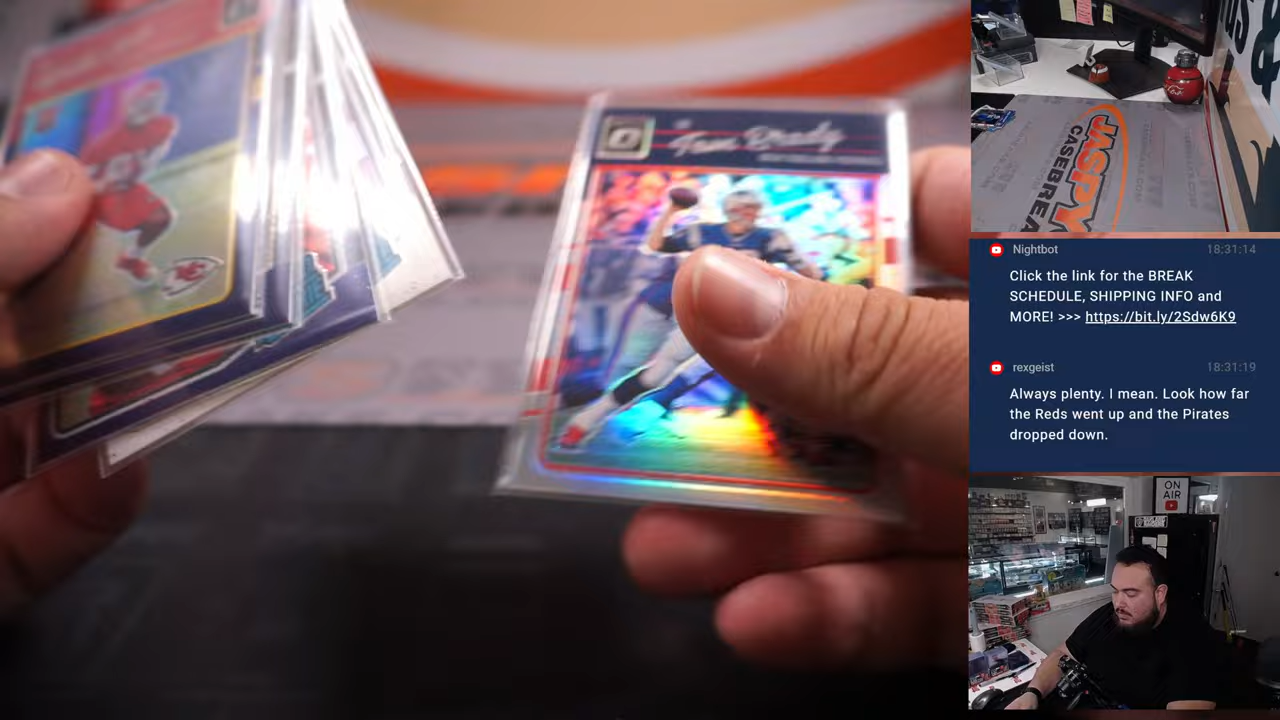 Tom Brady
JASPY
CASEBREA
Nightbot 18:31:14
Click the link for the BREAK
SCHEDULE, SHIPPING INFO and
MORE! >>> https://bit.ly/2Sdw6K9
rexgeist 18:31:19
Always plenty. I mean. Look how far
the Reds went up and the Pirates
dropped down.
ON
AIR